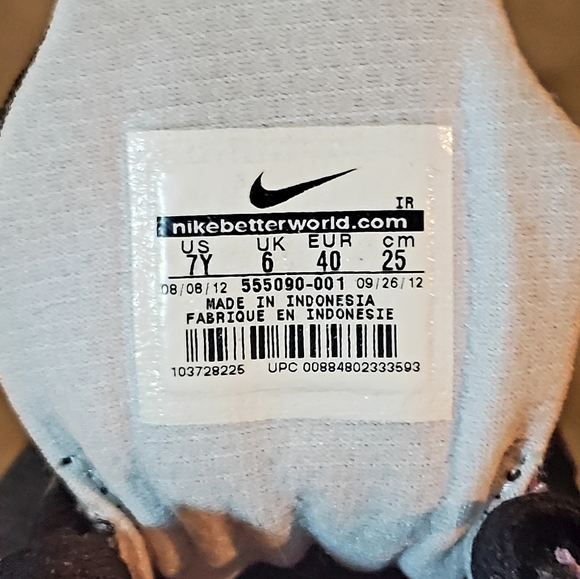 IR
nikebetterworld.com
US UK EUR cm
7Y 6 40 25
08/08/12 555090-001 09/26/12
MADE IN INDONESIA
FABRIQUE EN INDONESIE
103728225 UPC 00884802333593